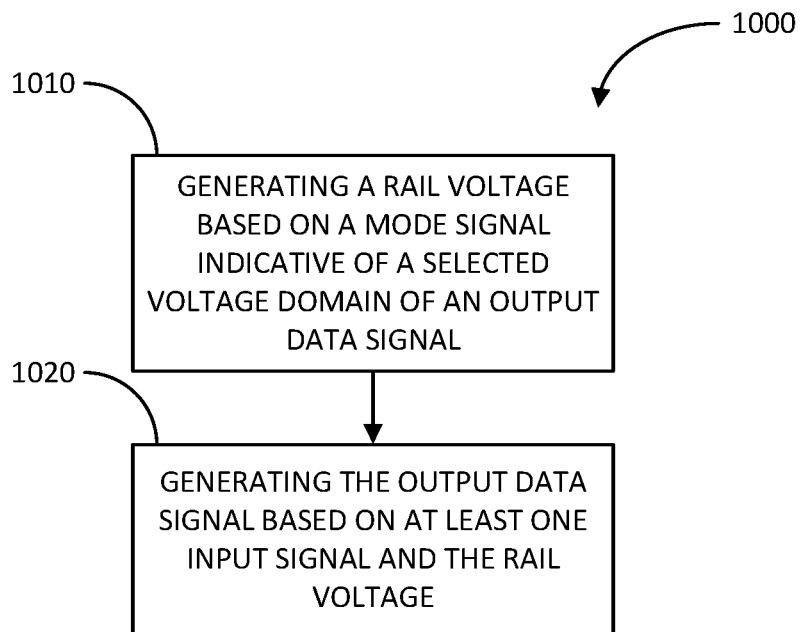 1000
1010
GENERATING A RAIL VOLTAGE
BASED ON A MODE SIGNAL
INDICATIVE OF A SELECTED
VOLTAGE DOMAIN OF AN OUTPUT
DATA SIGNAL
1020
GENERATING THE OUTPUT DATA
SIGNAL BASED ON AT LEAST ONE
INPUT SIGNAL AND THE RAIL
VOLTAGE